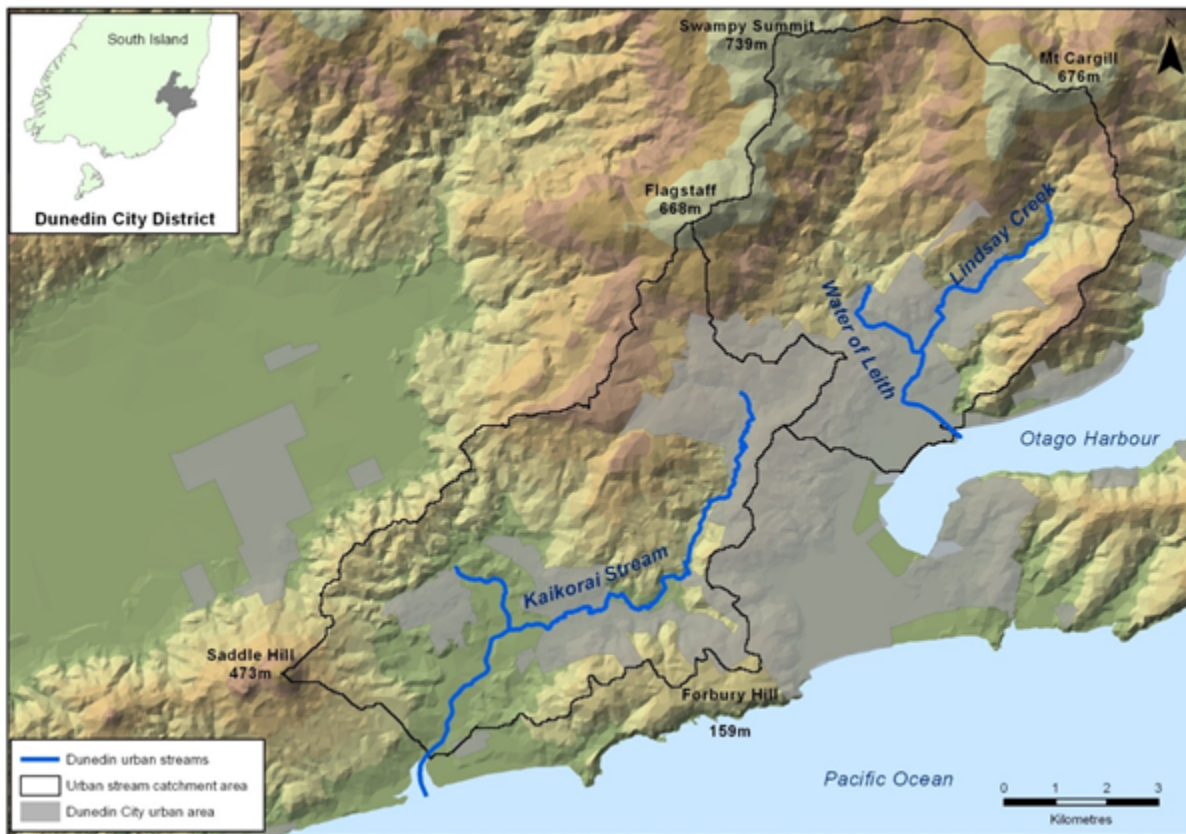 South Island
Dunedin City District
Swampy Summit
739m
N
Mt Cargill
676m
Flagstaff
668m
Lindsay Creek
Water of Leith
Otago Harbour
Kaikorai Stream
Saddle Hill
473m
Forbury Hill
159m
Pacific Ocean
Dunedin urban streams
Urban stream catchment area
Dunedin City urban area
0 1 2 3
Kilometres